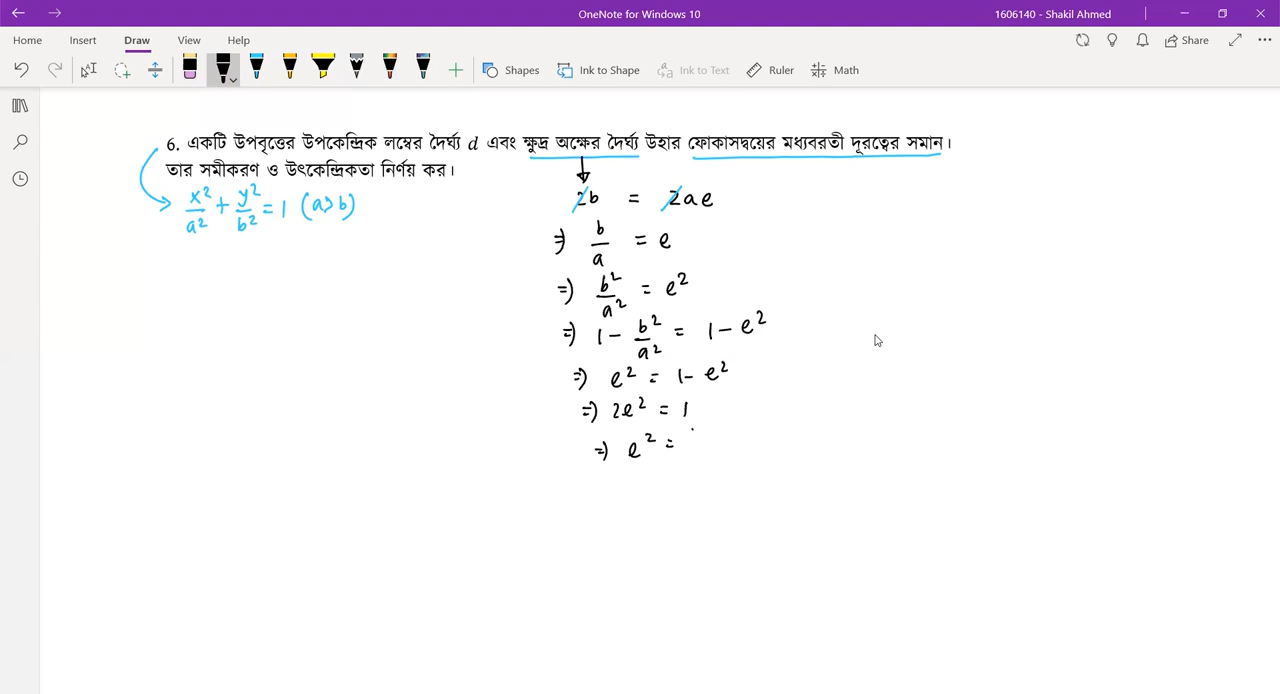 OneNote for Windows 10
1606140 - Shakil Ahmed
Home Insert Draw View Help
Share
Shapes Ink to Shape Ink to Text Ruler Math
6. একটি উপবৃত্তের উপকেন্দ্রিক লম্বের দৈর্ঘ্য d এবং ক্ষুদ্র অক্ষের দৈর্ঘ্য উহার ফোকাসদ্বয়ের মধ্যবরতী দূরত্বের সমান।
তার সমীকরণ ও উৎকেন্দ্রিকতা নির্ণয় কর।
x²/a² + y²/b² = 1 (a>b)
2b = 2ae
⇒ b/a = e
⇒ b²/a² = e²
⇒ 1 - b²/a² = 1 - e²
⇒ e² = 1 - e²
⇒ 2e² = 1
⇒ e² =